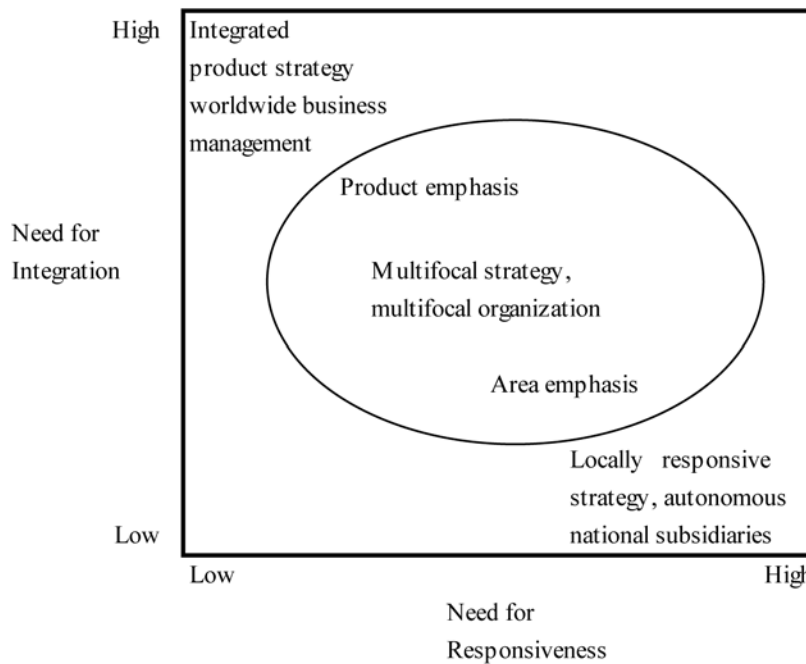 High
Integrated
product strategy
worldwide business
management
Product emphasis
Need for
Integration
Multifocal strategy,
multifocal organization
Area emphasis
Locally responsive
strategy, autonomous
national subsidiaries
Low
Low
High
Need for
Responsiveness